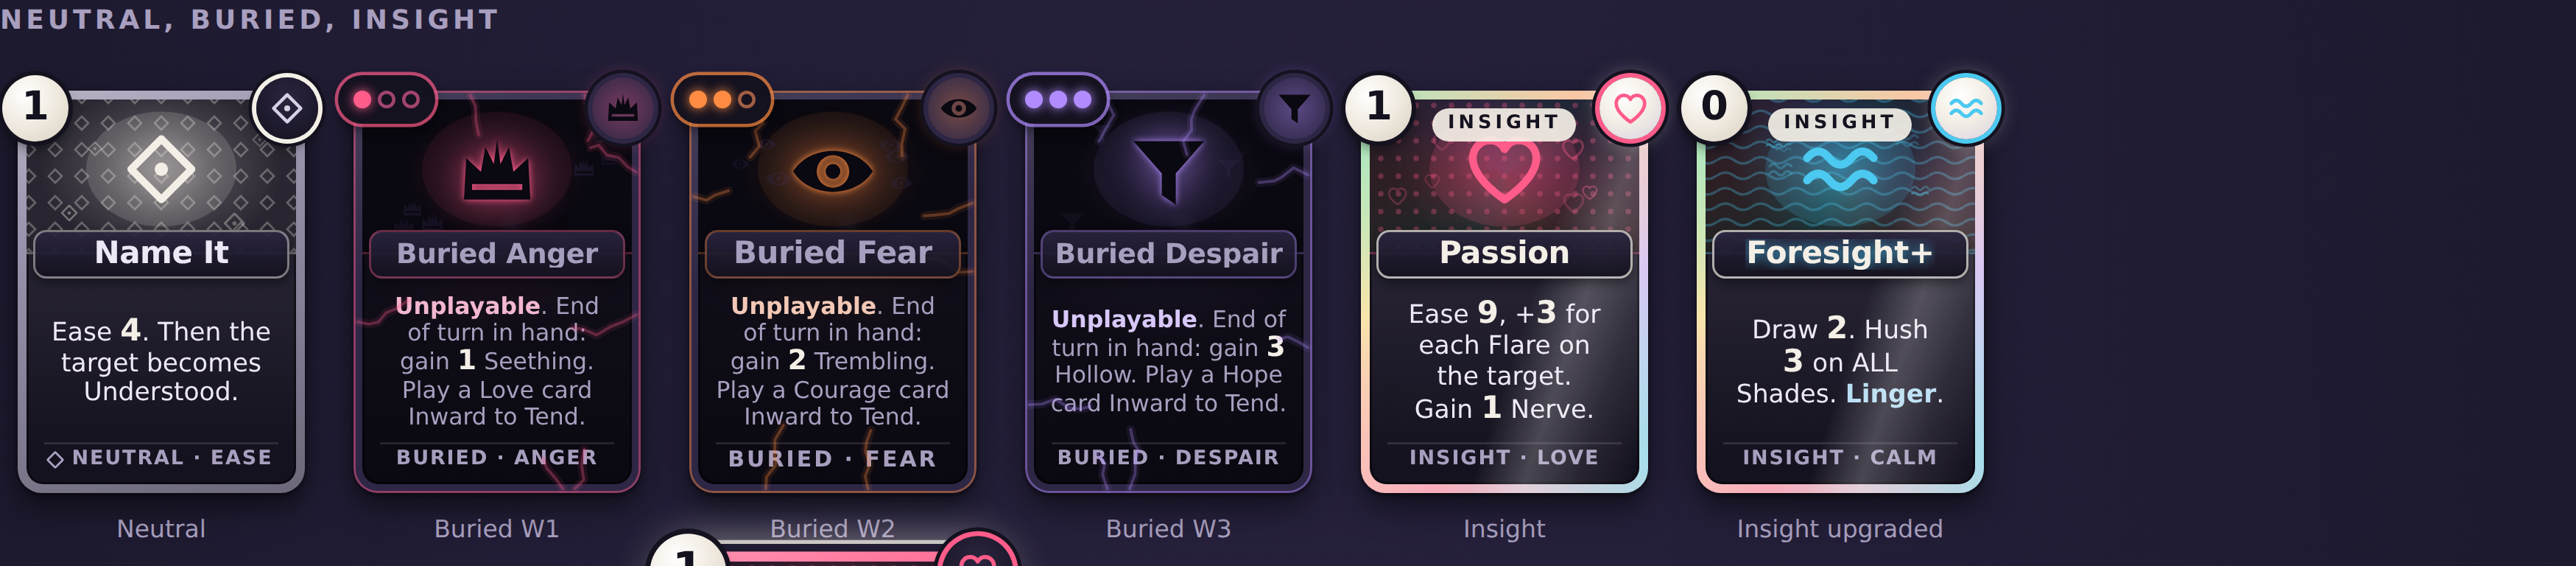 NEUTRAL, BURIED, INSIGHT
1
Name It
Ease 4. Then the
target becomes
Understood.
NEUTRAL · EASE
Neutral
Buried Anger
Unplayable. End
of turn in hand:
gain 1 Seething.
Play a Love card
Inward to Tend.
BURIED · ANGER
Buried W1
Buried Fear
Unplayable. End
of turn in hand:
gain 2 Trembling.
Play a Courage card
Inward to Tend.
BURIED · FEAR
Buried W2
Buried Despair
Unplayable. End of
turn in hand: gain 3
Hollow. Play a Hope
card Inward to Tend.
BURIED · DESPAIR
Buried W3
1
INSIGHT
Passion
Ease 9, +3 for
each Flare on
the target.
Gain 1 Nerve.
INSIGHT · LOVE
Insight
0
INSIGHT
Foresight+
Draw 2. Hush
3 on ALL
Shades. Linger.
INSIGHT · CALM
Insight upgraded
1